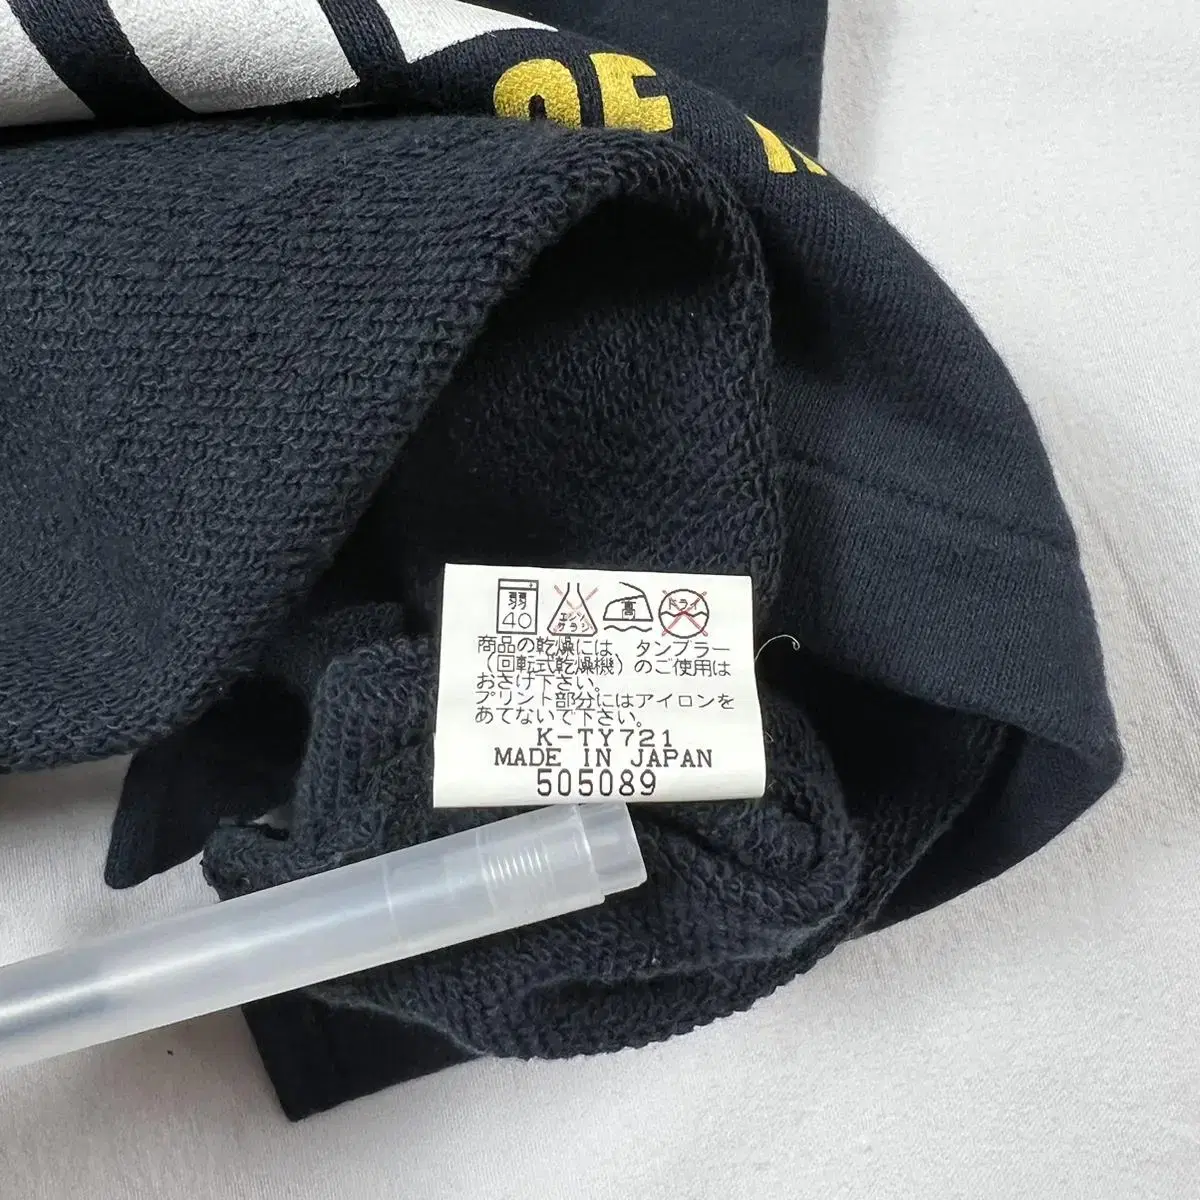 OF
弱 エンソ 高 ドライ
40 サラシ
商品の乾燥には、タンブラー
(回転式乾燥機)のご使用は
おさけ下さい。
プリント部分にはアイロンを
あてないで下さい。
K-TY721
MADE IN JAPAN
505089